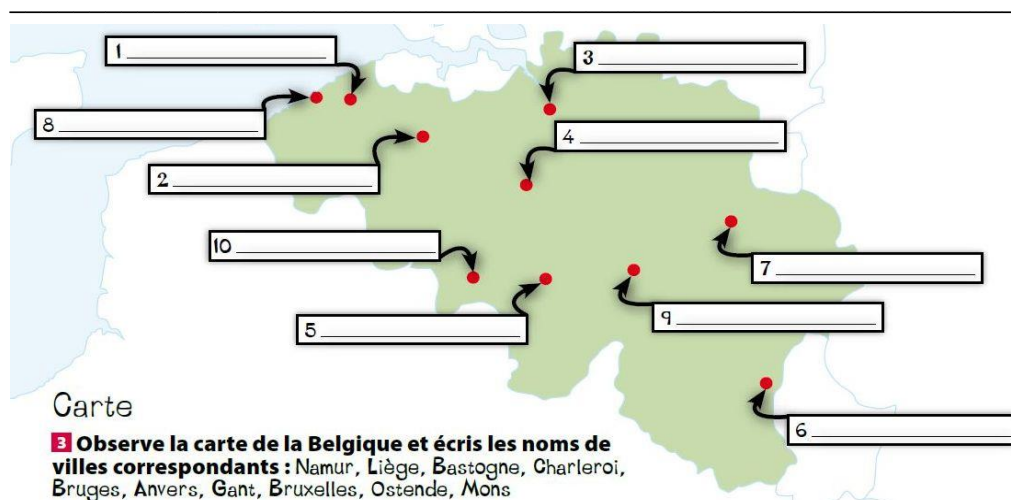 1
3
8
4
2
10
7
5
9
6
Carte
3 Observe la carte de la Belgique et écris les noms de
villes correspondants : Namur, Liège, Bastogne, Charleroi,
Bruges, Anvers, Gant, Bruxelles, Ostende, Mons